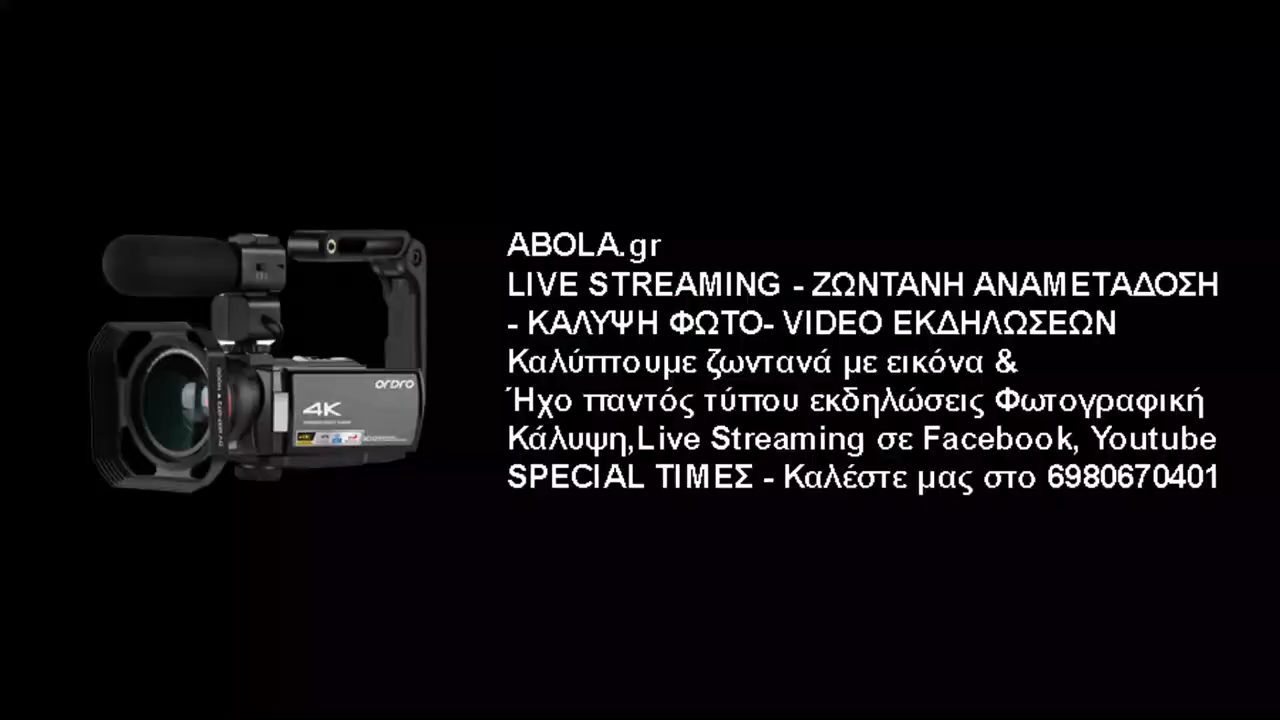 ABOLA.gr
LIVE STREAMING - ΖΩΝΤΑΝΗ ΑΝΑΜΕΤΑΔΟΣΗ
- ΚΑΛΥΨΗ ΦΩΤΟ- VIDEO ΕΚΔΗΛΩΣΕΩΝ
Καλύπτουμε ζωντανά με εικόνα &
Ήχο παντός τύπου εκδηλώσεις Φωτογραφική
Κάλυψη,Live Streaming σε Facebook, Youtube
SPECIAL TIMEΣ - Καλέστε μας στο 6980670401
ordro
4K